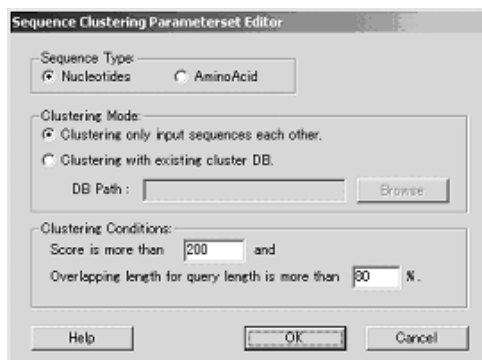 Sequence Clustering Parameterset Editor
Sequence Type:
Nucleotides AminoAcid
Clustering Mode:
Clustering only input sequences each other.
Clustering with existing cluster DB.
DB Path : Browse
Clustering Conditions:
Score is more than 200 and
Overlapping length for query length is more than 80 %.
Help OK Cancel